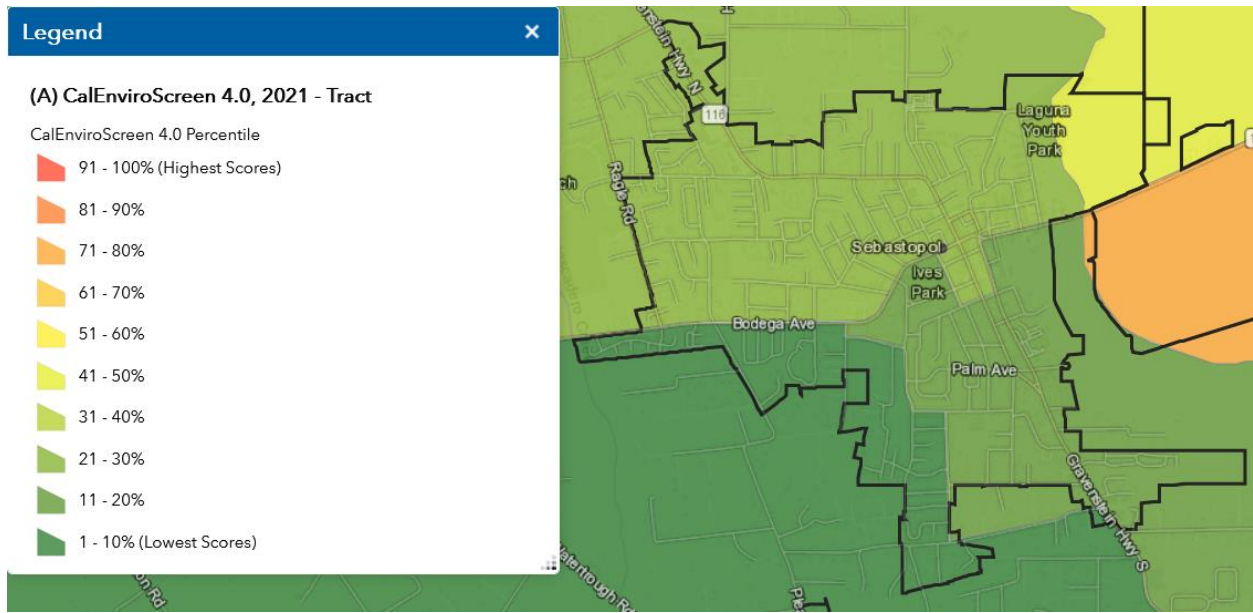 Legend
(A) CalEnviroScreen 4.0, 2021 - Tract
CalEnviroScreen 4.0 Percentile
91 - 100% (Highest Scores)
81 - 90%
71 - 80%
61 - 70%
51 - 60%
41 - 50%
31 - 40%
21 - 30%
11 - 20%
1 - 10% (Lowest Scores)
Hwy N
116
Laguna
Youth
Park
Ragle Rd
Sebastopol
Ives
Park
Bodega Ave
Palm Ave
Gravenstein Hwy S